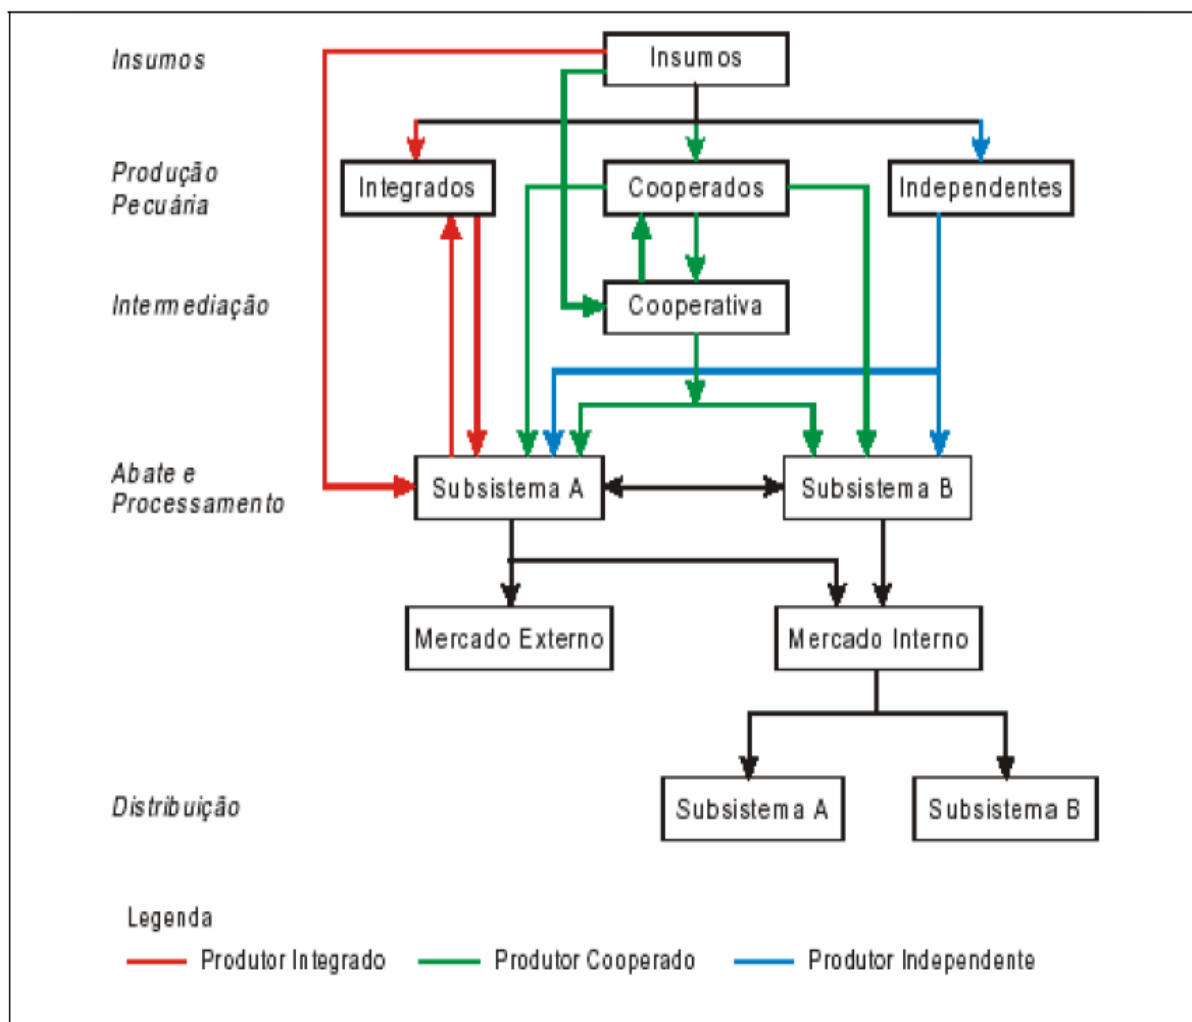 Insumos
Insumos
Produção
Pecuária
Integrados
Cooperados
Independentes
Intermediação
Cooperativa
Abate e
Processamento
Subsistema A
Subsistema B
Mercado Externo
Mercado Interno
Distribuição
Subsistema A
Subsistema B
Legenda
Produtor Integrado
Produtor Cooperado
Produtor Independente